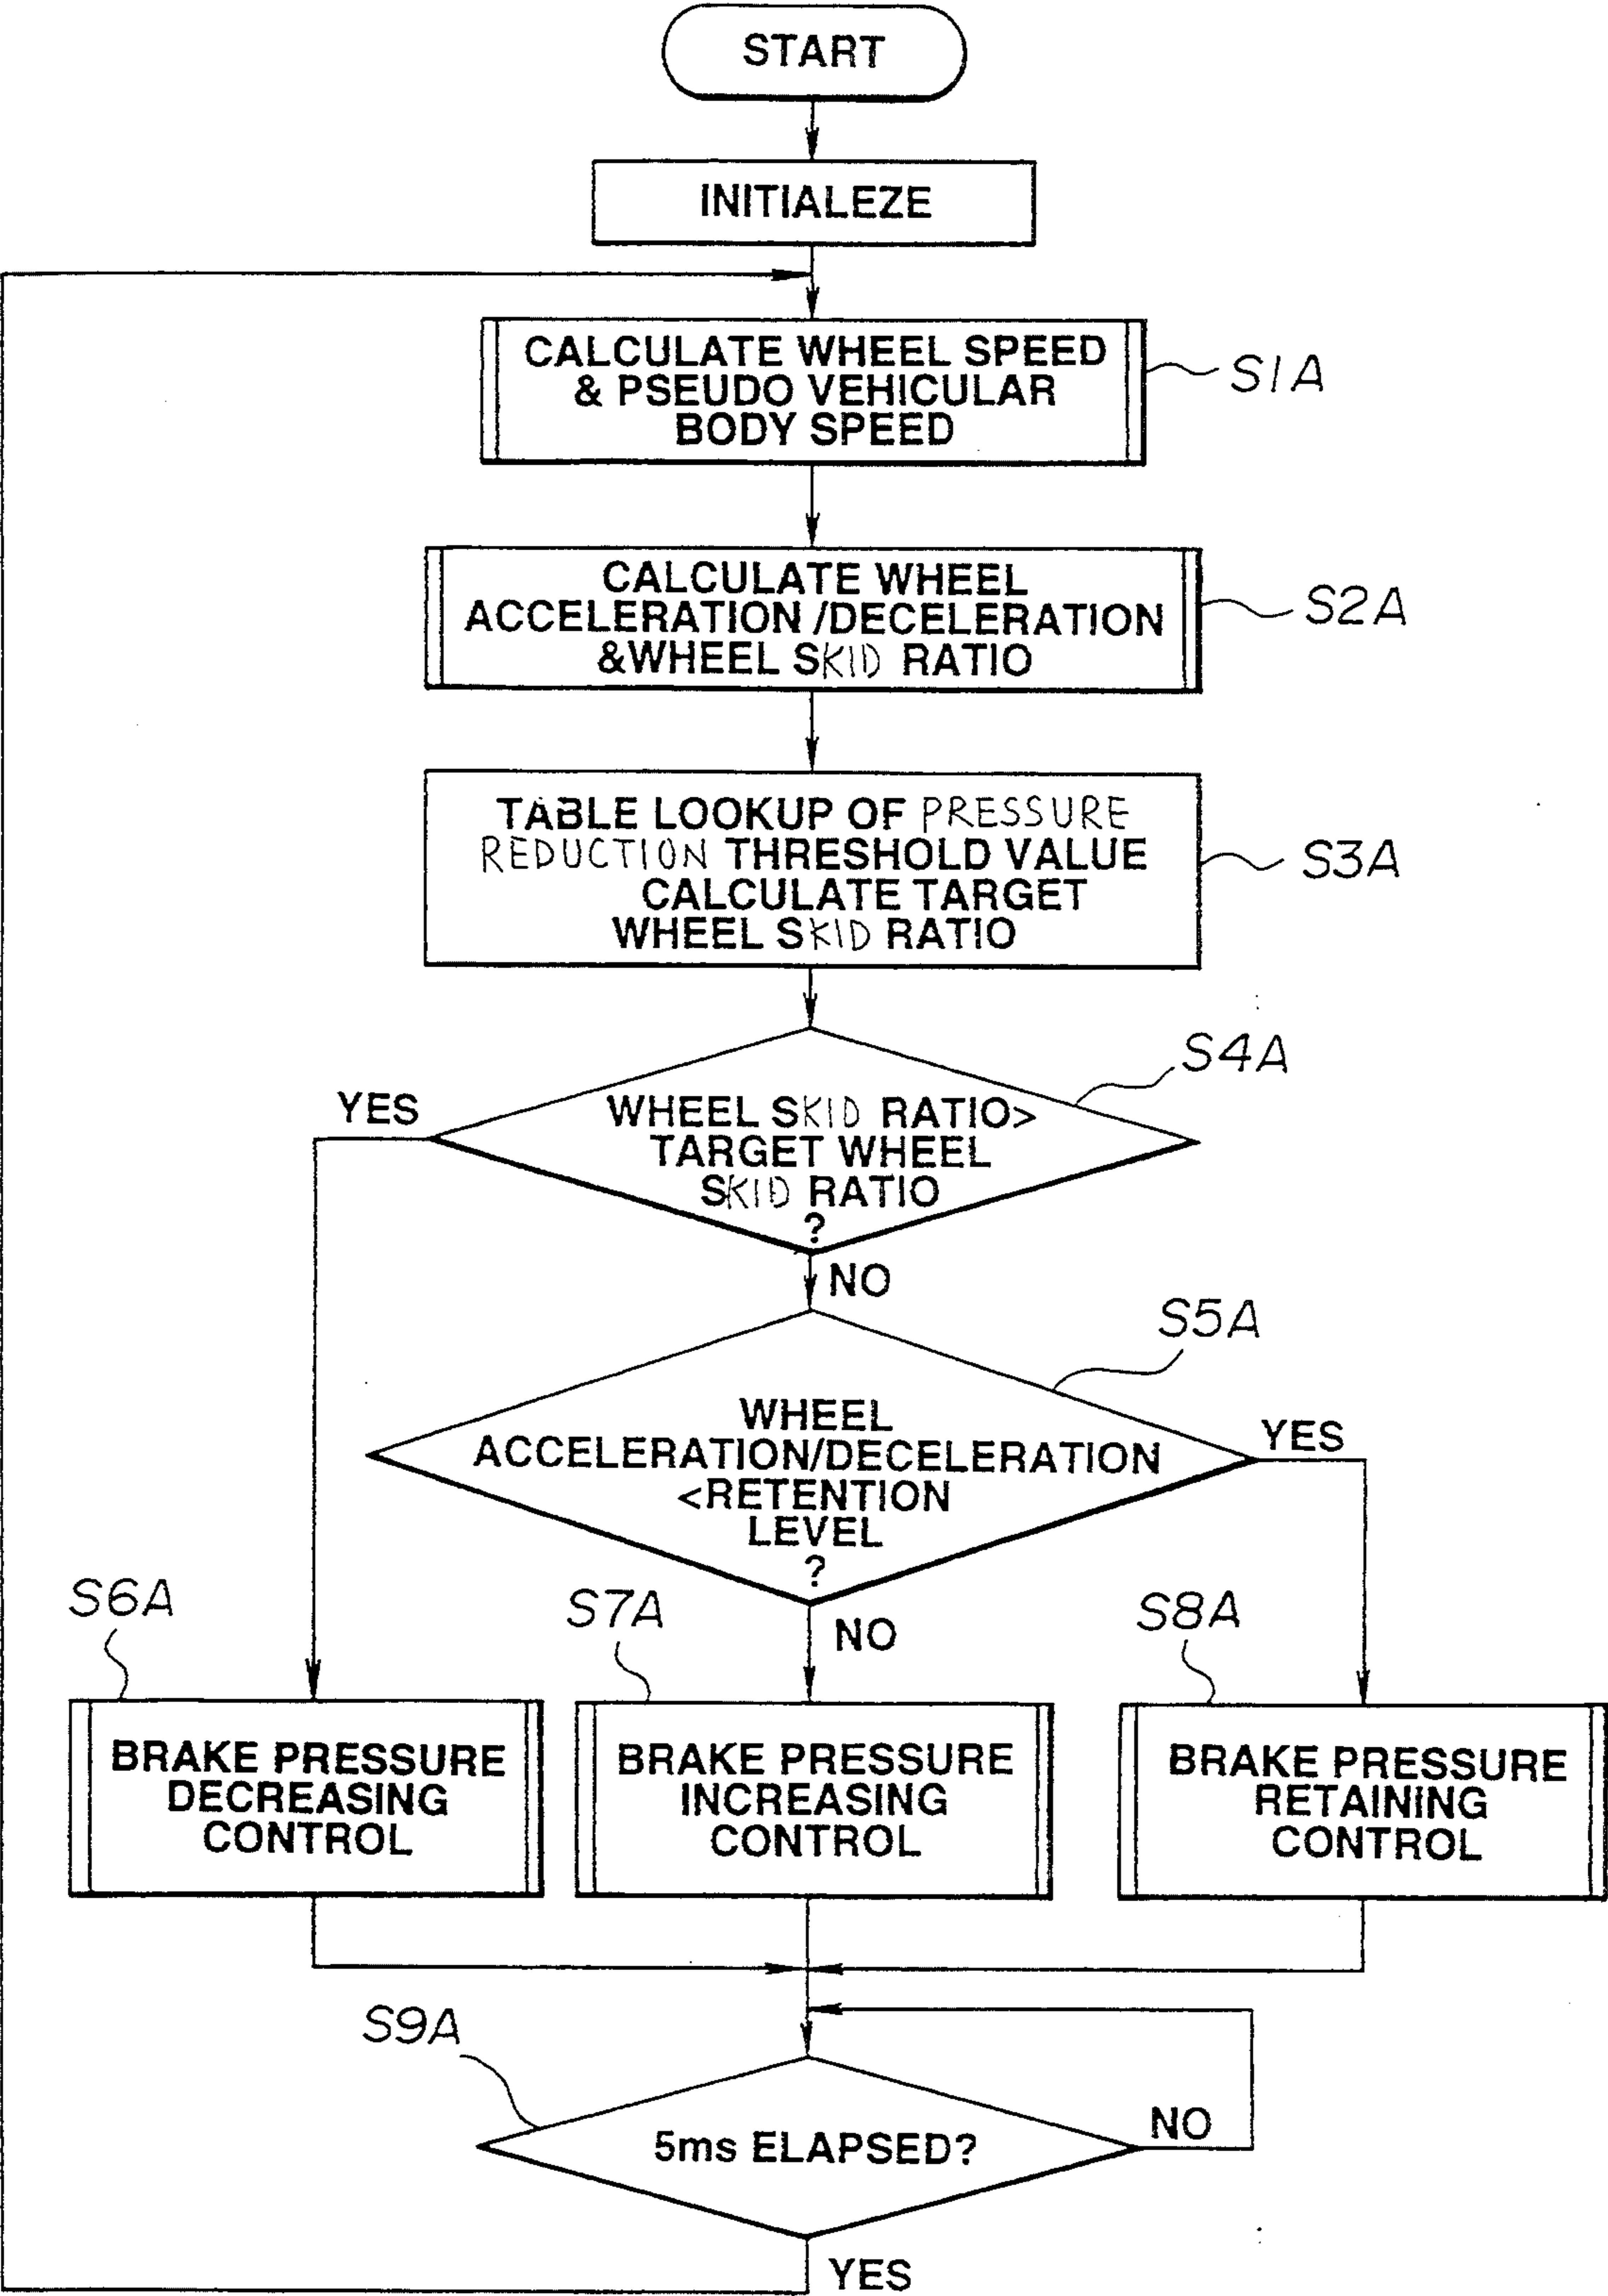 START
INITIALEZE
CALCULATE WHEEL SPEED
& PSEUDO VEHICULAR
BODY SPEED
S1A
CALCULATE WHEEL
ACCELERATION /DECELERATION
&WHEEL SKID RATIO
S2A
TABLE LOOKUP OF PRESSURE
REDUCTION THRESHOLD VALUE
CALCULATE TARGET
WHEEL SKID RATIO
S3A
S4A
YES
WHEEL SKID RATIO>
TARGET WHEEL
SKID RATIO
?
NO
S5A
WHEEL
ACCELERATION/DECELERATION
<RETENTION
LEVEL
?
YES
NO
S6A
S7A
S8A
BRAKE PRESSURE
DECREASING
CONTROL
BRAKE PRESSURE
INCREASING
CONTROL
BRAKE PRESSURE
RETAINING
CONTROL
S9A
5ms ELAPSED?
NO
YES